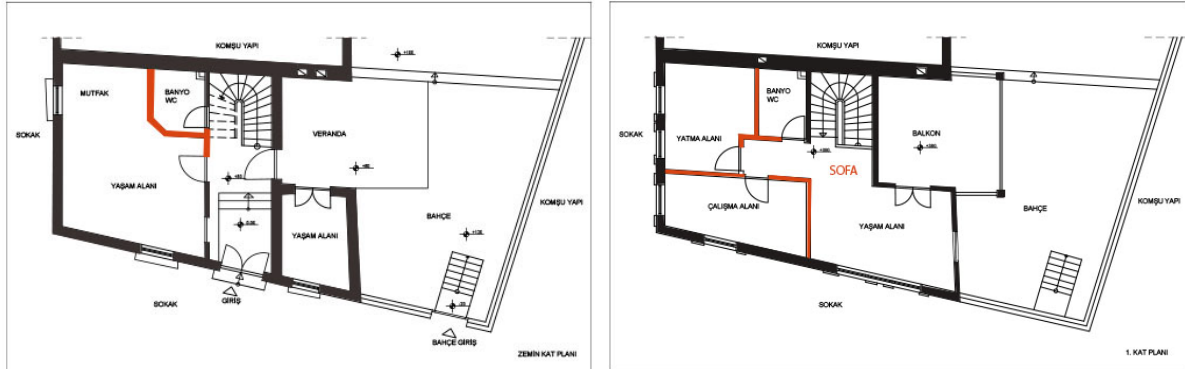 KOMŞU YAPI
MUTFAK
BANYO
WC
SOKAK
VERANDA
YAŞAM ALANI
BAHÇE
KOMŞU YAPI
YAŞAM ALANI
0.00
SOKAK
GİRİŞ
BAHÇE GİRİŞ
ZEMİN KAT PLANI
KOMŞU YAPI
BANYO
WC
SOKAK
YATMA ALANI
BALKON
SOFA
ÇALIŞMA ALANI
YAŞAM ALANI
BAHÇE
KOMŞU YAPI
SOKAK
1. KAT PLANI